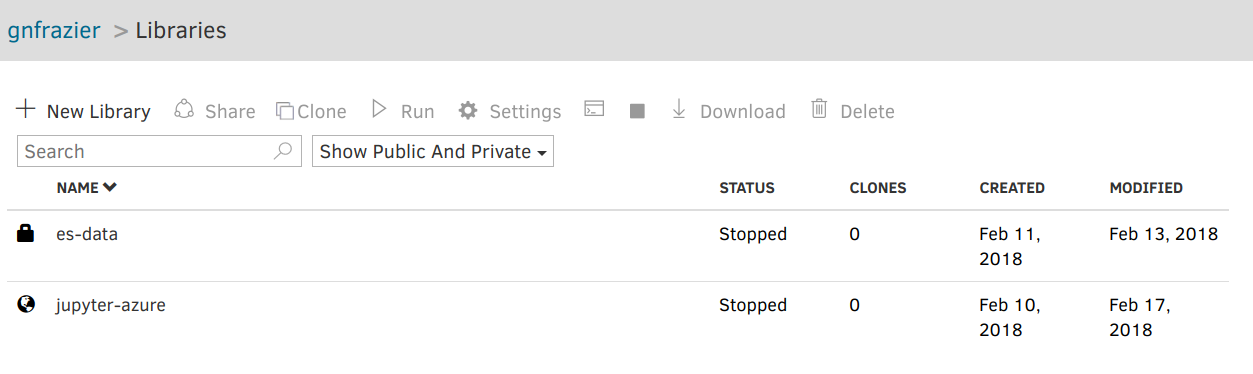 gnfrazier > Libraries
New Library Share Clone Run Settings Download Delete
Search Show Public And Private
NAME STATUS CLONES CREATED MODIFIED
es-data Stopped 0 Feb 11, Feb 13, 2018
2018
jupyter-azure Stopped 0 Feb 10, Feb 17,
2018 2018